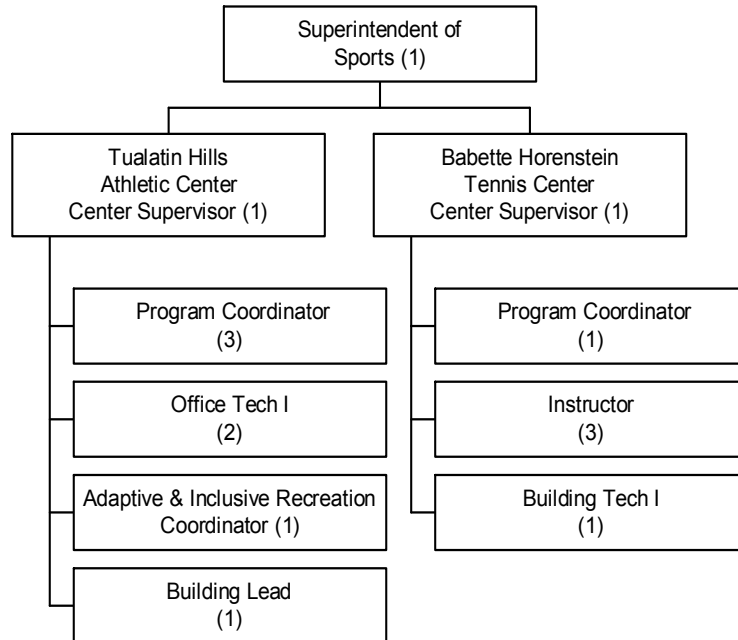 Superintendent of
Sports (1)
Tualatin Hills
Athletic Center
Center Supervisor (1)
Babette Horenstein
Tennis Center
Center Supervisor (1)
Program Coordinator
(3)
Office Tech I
(2)
Adaptive & Inclusive Recreation
Coordinator (1)
Building Lead
(1)
Program Coordinator
(1)
Instructor
(3)
Building Tech I
(1)